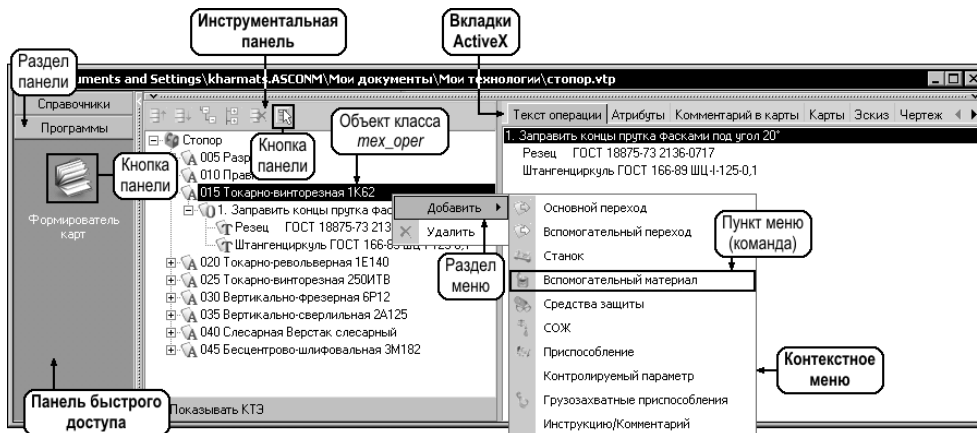 Инструментальная
панель
Вкладки
ActiveX
Раздел
панели
uments and Settings\kharmats.ASCONM\Мои документы\Мои технологии\стопор.vtp
Справочники
Программы
Кнопка
панели
Формирователь
карт
Панель быстрого
доступа
Кнопка
панели
Объект класса
mex_oper
Стопор
005 Разр
010 Прав
015 Токарно-винторезная 1К62
1. Заправить концы прутка фас
Резец ГОСТ 18875-73 213
Штангенциркуль ГОСТ 166-89 ШЦ-I-125-0,1
020 Токарно-револьверная 1Е140
025 Токарно-винторезная 250ИТВ
030 Вертикально-фрезерная 6Р12
035 Вертикально-сверлильная 2А125
040 Слесарная Верстак слесарный
045 Бесцентрово-шлифовальная 3М182
Показывать КТЭ
Текст операции Атрибуты Комментарий в карты Карты Эскиз Чертеж
1. Заправить концы прутка фасками под угол 20°
Резец ГОСТ 18875-73 2136-0717
Штангенциркуль ГОСТ 166-89 ШЦ-I-125-0,1
Добавить
Удалить
Раздел
меню
Основной переход
Вспомогательный переход
Станок
Вспомогательный материал
Средства защиты
СОЖ
Приспособление
Контролируемый параметр
Грузозахватные приспособления
Инструкцию/Комментарий
Пункт меню
(команда)
Контекстное
меню